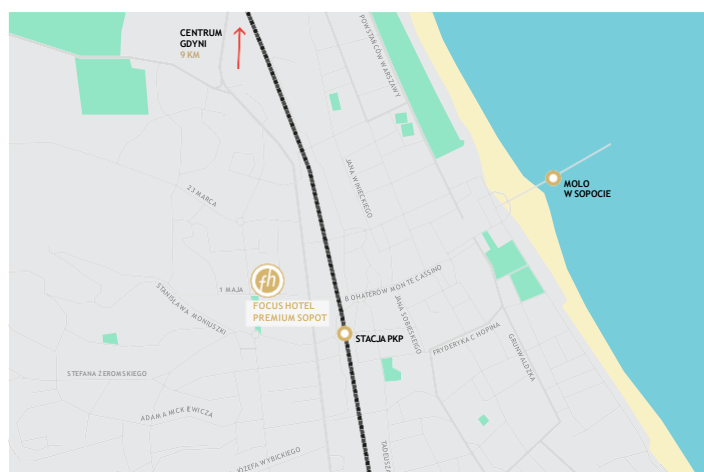 CENTRUM
GDYNI
9 KM
POWSTAŃCÓW WARSZAWY
JANA WINIECKIEGO
23 MARCA
MOLO
W SOPOCIE
fh
1 MAJA
FOCUS HOTEL
PREMIUM SOPOT
BOHATERÓW MONTE CASSINO
STANISŁAWA MONIUSZKI
JANA SOBIESKIEGO
STACJA PKP
FRYDERYKA CHOPINA
GRUNWALDZKA
STEFANA ŻEROMSKIEGO
ADAMA MICKIEWICZA
JÓZEFA WYBICKIEGO
TADEUSZA